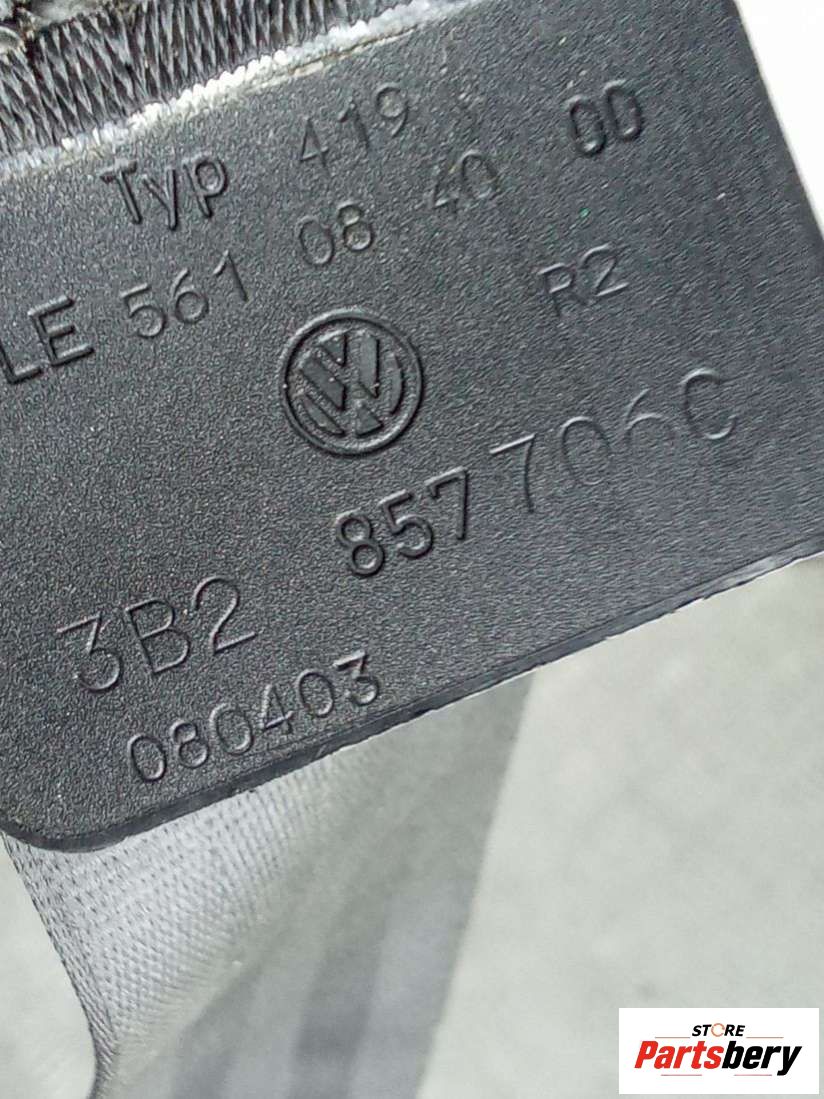 Typ 419
LE 561 08 40 00
R2
3B2 857 706C
080403
STORE
Partsbery